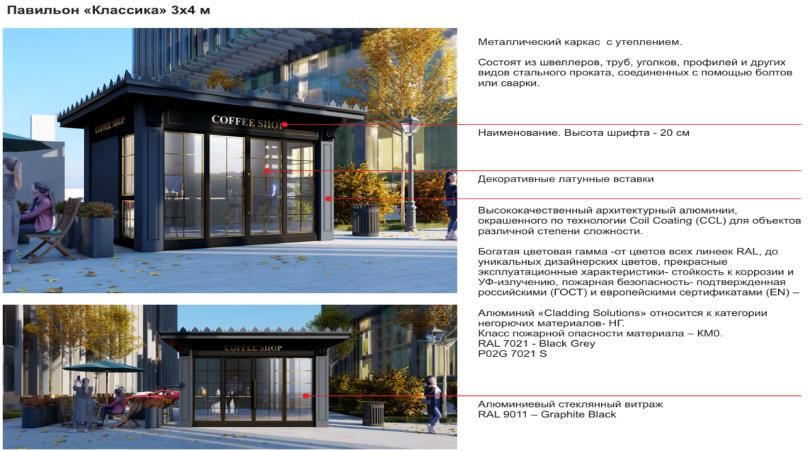 Павильон «Классика» 3х4 м
Металлический каркас с утеплением.
Состоят из швеллеров, труб, уголков, профилей и других
видов стального проката, соединенных с помощью болтов
или сварки.
COFFEE SHOP
COFFEE SHOP
Наименование. Высота шрифта - 20 см
Декоративные латунные вставки
Высококачественный архитектурный алюминии,
окрашенного по технологии Coil Coating (CCL) для объектов
различной степени сложности.
Богатая цветовая гамма -от цветов всех линеек RAL, до
уникальных дизайнерских цветов, прекрасные
эксплуатационные характеристики- стойкость к коррозии и
УФ-излучению, пожарная безопасность- подтвержденная
российскими (ГОСТ) и европейскими сертификатами (EN) –
Алюминий «Cladding Solutions» относится к категории
негорючих материалов- НГ.
Класс пожарной опасности материала – КМ0.
RAL 7021 - Black Grey
P02G 7021 S
COFFEE SHOP
Алюминиевый стеклянный витраж
RAL 9011 – Graphite Black